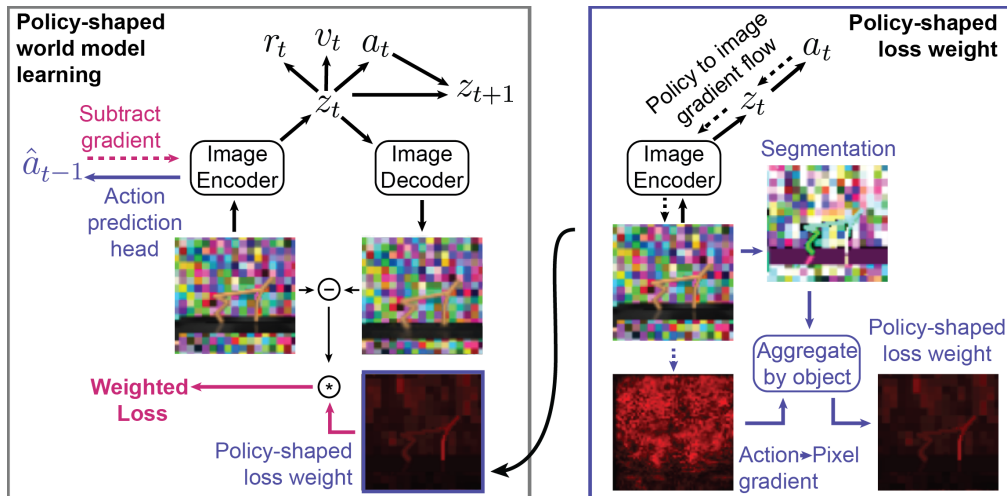 Policy-shaped
world model
learning
r_t
v_t
a_t
z_t
z_{t+1}
Subtract
gradient
â_{t−1}
Action
prediction
head
Image
Encoder
Image
Decoder
−
*
Weighted
Loss
Policy-shaped
loss weight
Policy-shaped
loss weight
Policy to image
gradient flow
a_t
z_t
Image
Encoder
Segmentation
Aggregate
by object
Policy-shaped
loss weight
Action Pixel
gradient